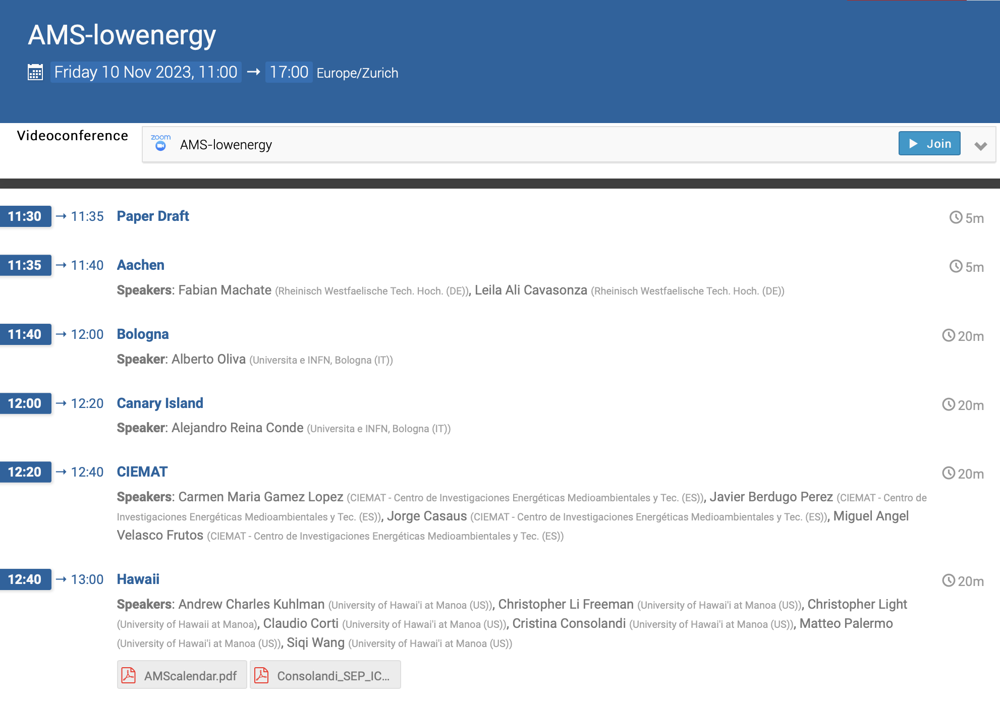 AMS-lowenergy
Friday 10 Nov 2023, 11:00 → 17:00 Europe/Zurich
Videoconference
zoom
AMS-lowenergy
Join
11:30 → 11:35 Paper Draft 5m
11:35 → 11:40 Aachen 5m
Speakers: Fabian Machate (Rheinisch Westfaelische Tech. Hoch. (DE)), Leila Ali Cavasonza (Rheinisch Westfaelische Tech. Hoch. (DE))
11:40 → 12:00 Bologna 20m
Speaker: Alberto Oliva (Universita e INFN, Bologna (IT))
12:00 → 12:20 Canary Island 20m
Speaker: Alejandro Reina Conde (Universita e INFN, Bologna (IT))
12:20 → 12:40 CIEMAT 20m
Speakers: Carmen Maria Gamez Lopez (CIEMAT - Centro de Investigaciones Energéticas Medioambientales y Tec. (ES)), Javier Berdugo Perez (CIEMAT - Centro de
Investigaciones Energéticas Medioambientales y Tec. (ES)), Jorge Casaus (CIEMAT - Centro de Investigaciones Energéticas Medioambientales y Tec. (ES)), Miguel Angel
Velasco Frutos (CIEMAT - Centro de Investigaciones Energéticas Medioambientales y Tec. (ES))
12:40 → 13:00 Hawaii 20m
Speakers: Andrew Charles Kuhlman (University of Hawai'i at Manoa (US)), Christopher Li Freeman (University of Hawai'i at Manoa (US)), Christopher Light
(University of Hawaii at Manoa), Claudio Corti (University of Hawai'i at Manoa (US)), Cristina Consolandi (University of Hawai'i at Manoa (US)), Matteo Palermo
(University of Hawai'i at Manoa (US)), Siqi Wang (University of Hawai'i at Manoa (US))
AMScalendar.pdf Consolandi_SEP_IC...